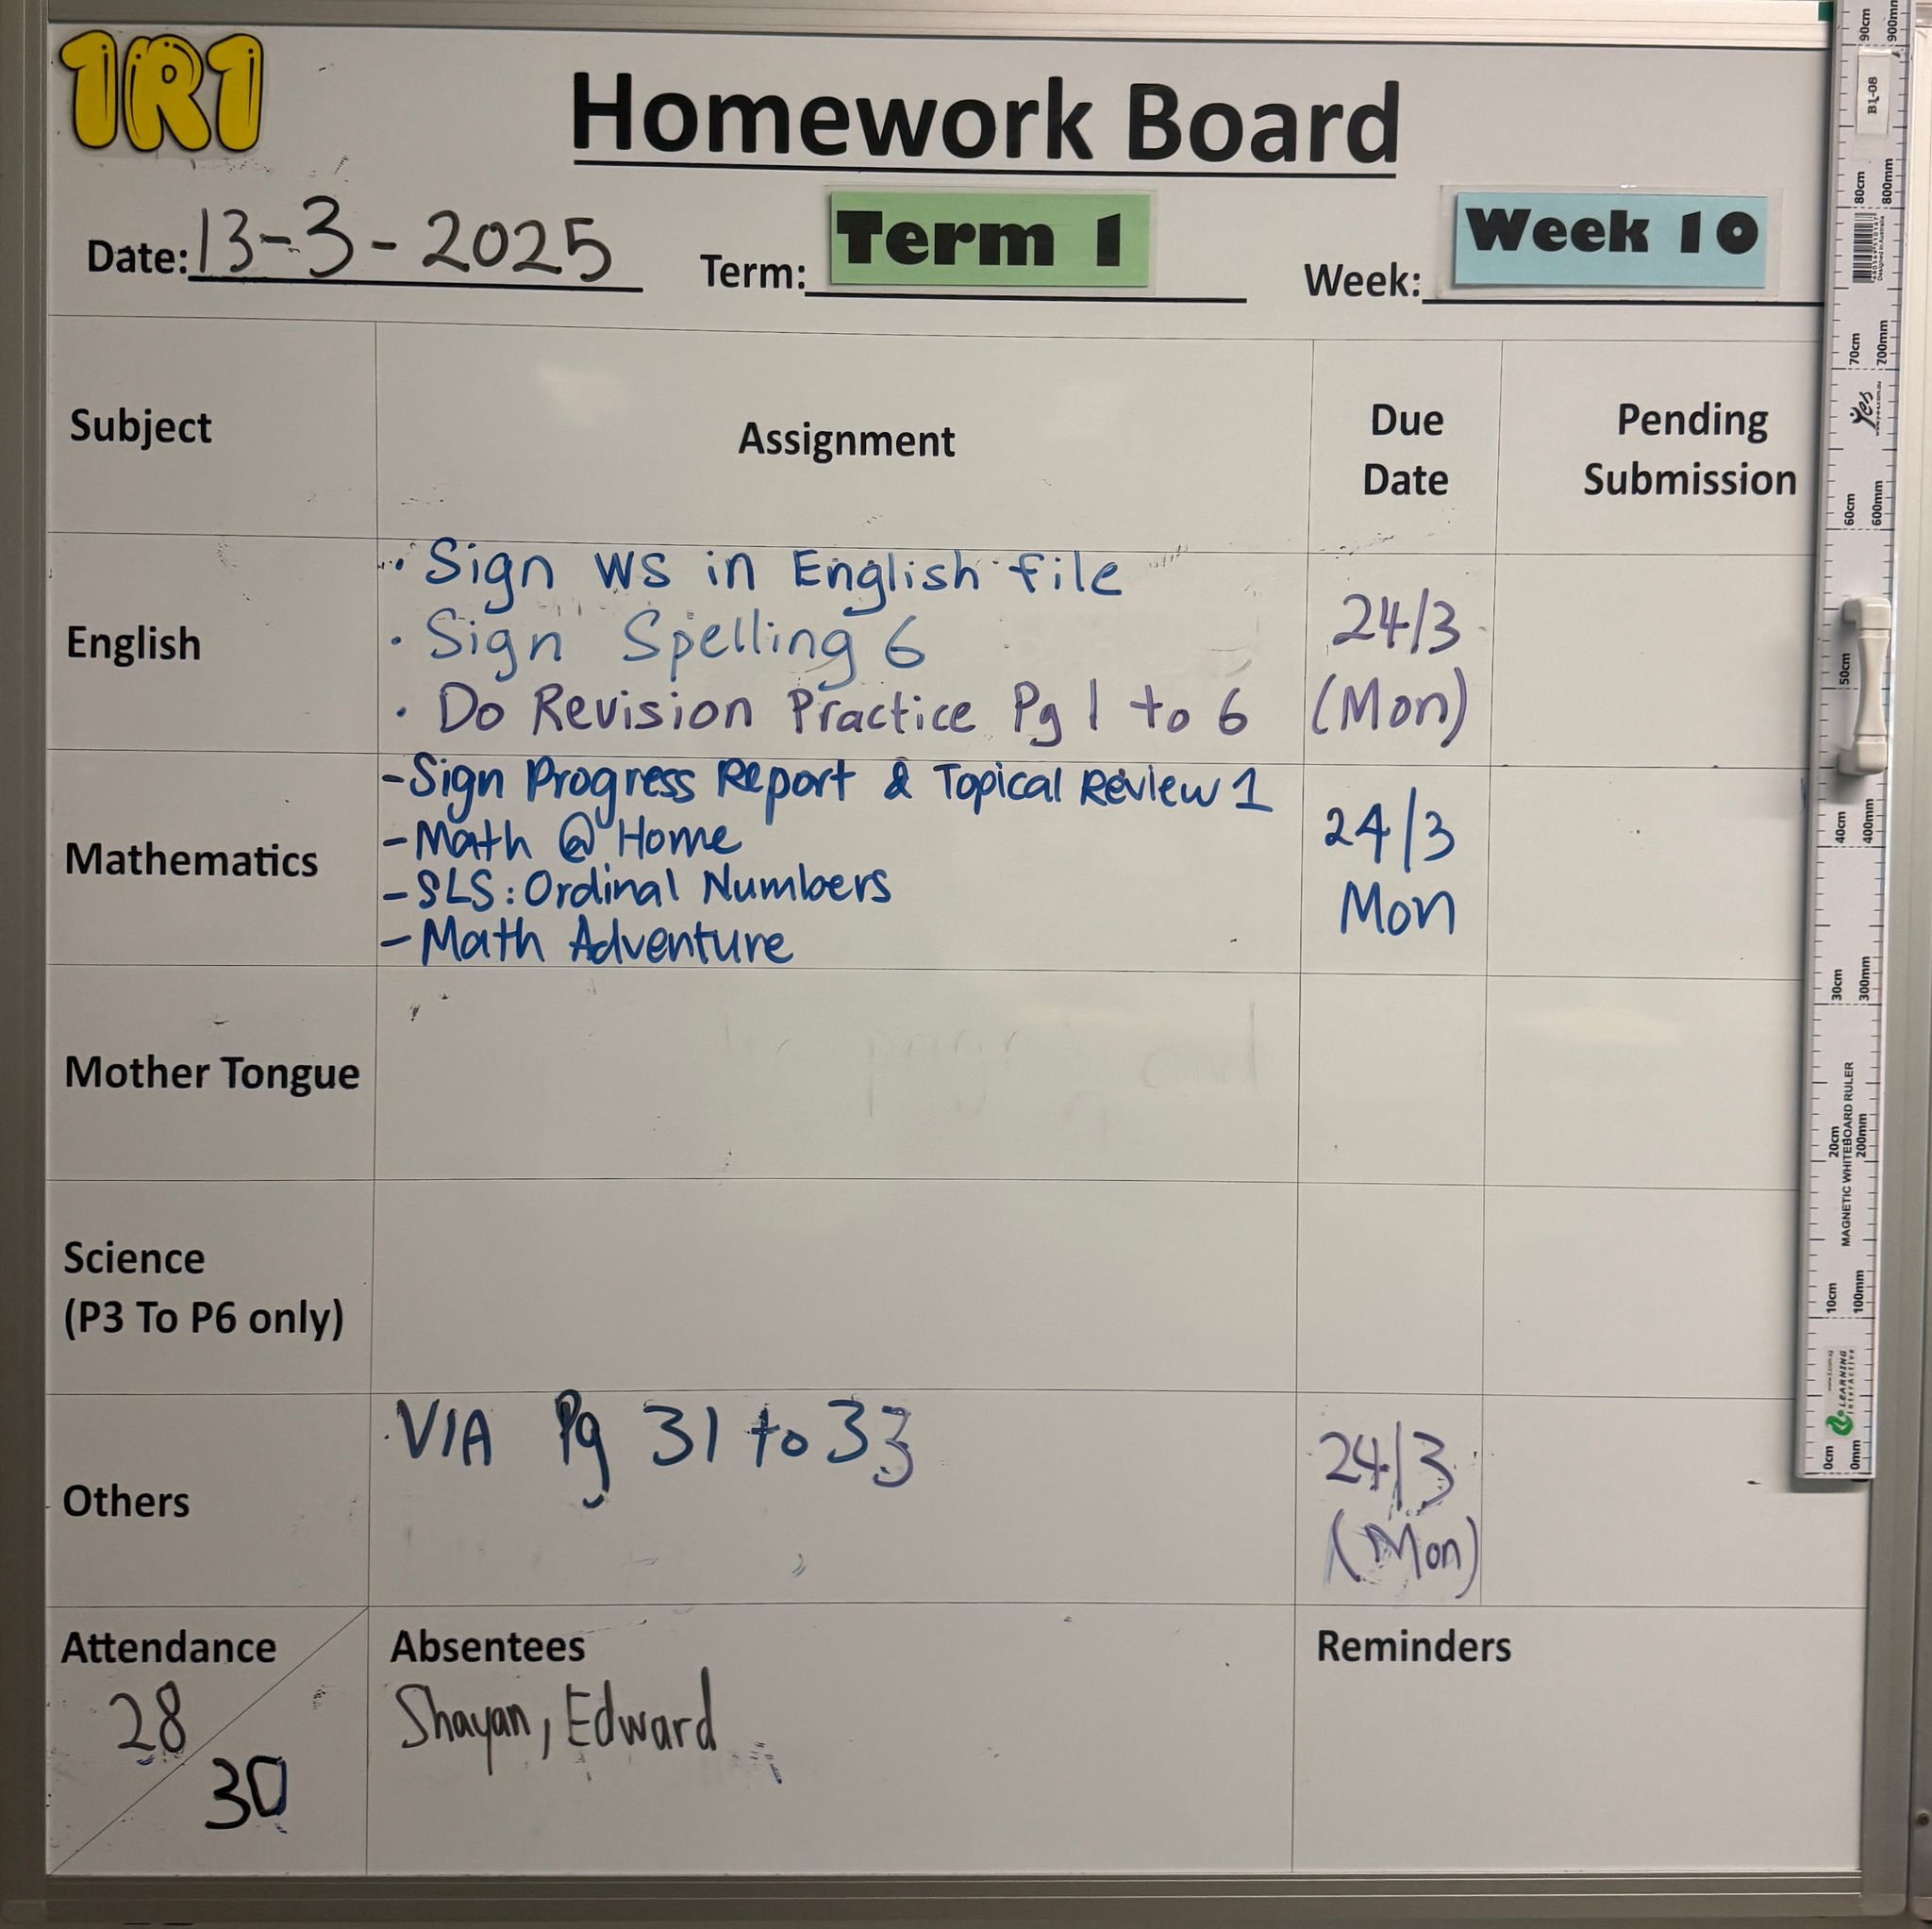 1R1
Homework Board
Date: 13-3-2025 Term: Term 1 Week: Week 10
Subject Assignment Due Date Pending Submission
English
· Sign WS in English file
· Sign Spelling 6
· Do Revision Practice Pg 1 to 6
24/3
(Mon)
Mathematics
-Sign Progress Report & Topical Review 1
-Math @ Home
-SLS: Ordinal Numbers
-Math Adventure
24/3
Mon
Mother Tongue
Science
(P3 To P6 only)
Others
VIA Pg 31 to 33
24/3
(Mon)
Attendance
28
30
Absentees
Shayan, Edward
Reminders
90cm 900mm
B1-08
80cm 800mm
70cm 700mm
Yes
60cm 600mm
50cm
40cm 400mm
30cm 300mm
20cm 200mm
MAGNETIC WHITEBOARD RULER
10cm 100mm
LEARNING
interactive
0cm 0mm